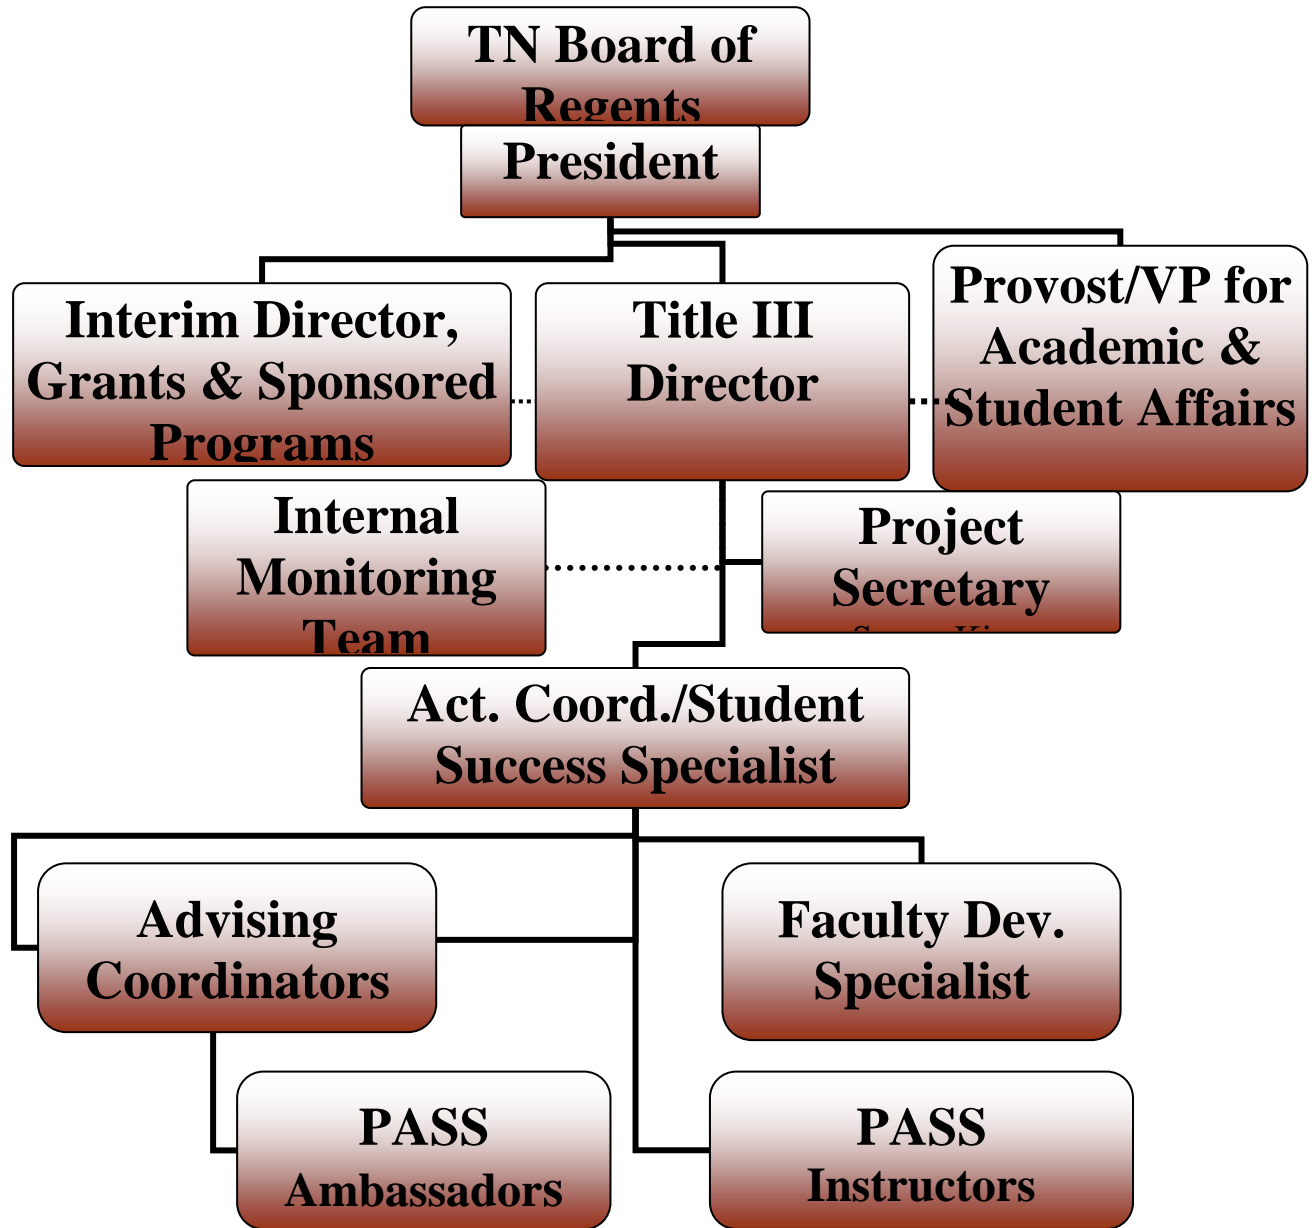 TN Board of
Regents
President
Interim Director,
Grants & Sponsored
Programs
Title III
Director
Provost/VP for
Academic &
Student Affairs
Internal
Monitoring
Team
Project
Secretary
Act. Coord./Student
Success Specialist
Advising
Coordinators
Faculty Dev.
Specialist
PASS
Ambassadors
PASS
Instructors